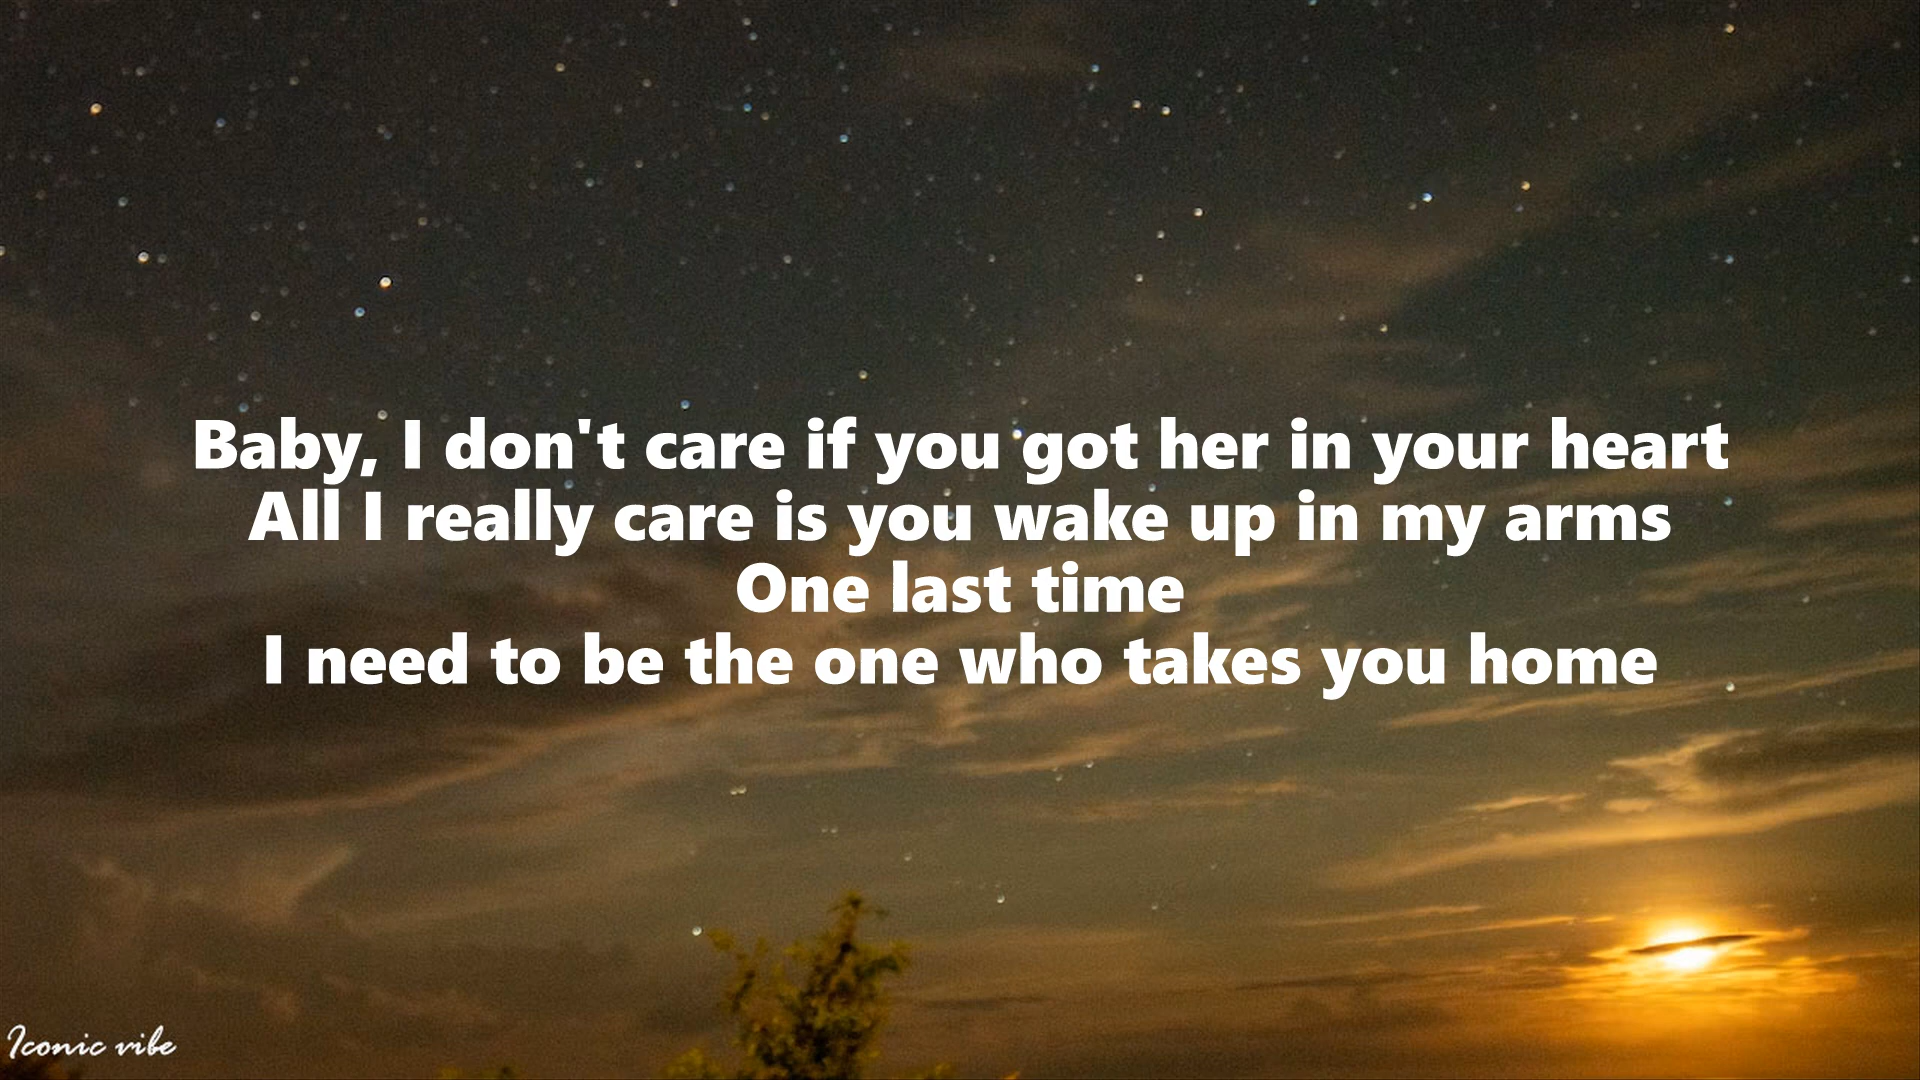 Baby, I don't care if you got her in your heart
All I really care is you wake up in my arms
One last time
I need to be the one who takes you home
Iconic vibe